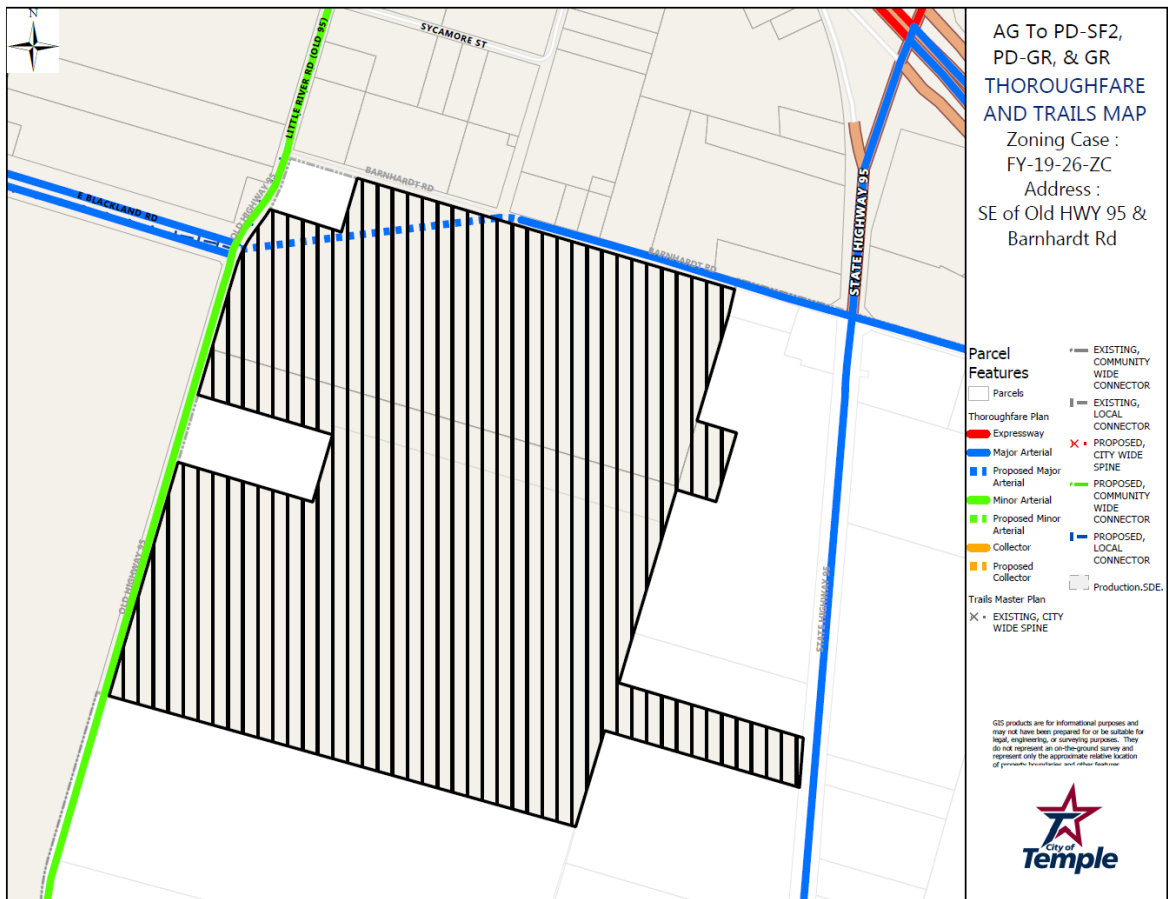 N
SYCAMORE ST
LITTLE RIVER RD (OLD 95)
BARNHARDT RD
OLD HIGHWAY 95
E BLACKLAND RD
BARNHARDT RD
STATE HIGHWAY 95
OLD HIGHWAY 95
STATE HIGHWAY 95
AG To PD-SF2,
PD-GR, & GR
THOROUGHFARE
AND TRAILS MAP
Zoning Case :
FY-19-26-ZC
Address :
SE of Old HWY 95 &
Barnhardt Rd
Parcel
Features
Parcels
Thoroughfare Plan
Expressway
Major Arterial
Proposed Major
Arterial
Minor Arterial
Proposed Minor
Arterial
Collector
Proposed
Collector
Trails Master Plan
EXISTING, CITY
WIDE SPINE
EXISTING,
COMMUNITY
WIDE
CONNECTOR
EXISTING,
LOCAL
CONNECTOR
PROPOSED,
CITY WIDE
SPINE
PROPOSED,
COMMUNITY
WIDE
CONNECTOR
PROPOSED,
LOCAL
CONNECTOR
Production.SDE.
GIS products are for informational purposes and
may not have been prepared for or be suitable for
legal, engineering, or surveying purposes. They
do not represent an on-the-ground survey and
represent only the approximate relative location
of property boundaries and other features
City of
Temple